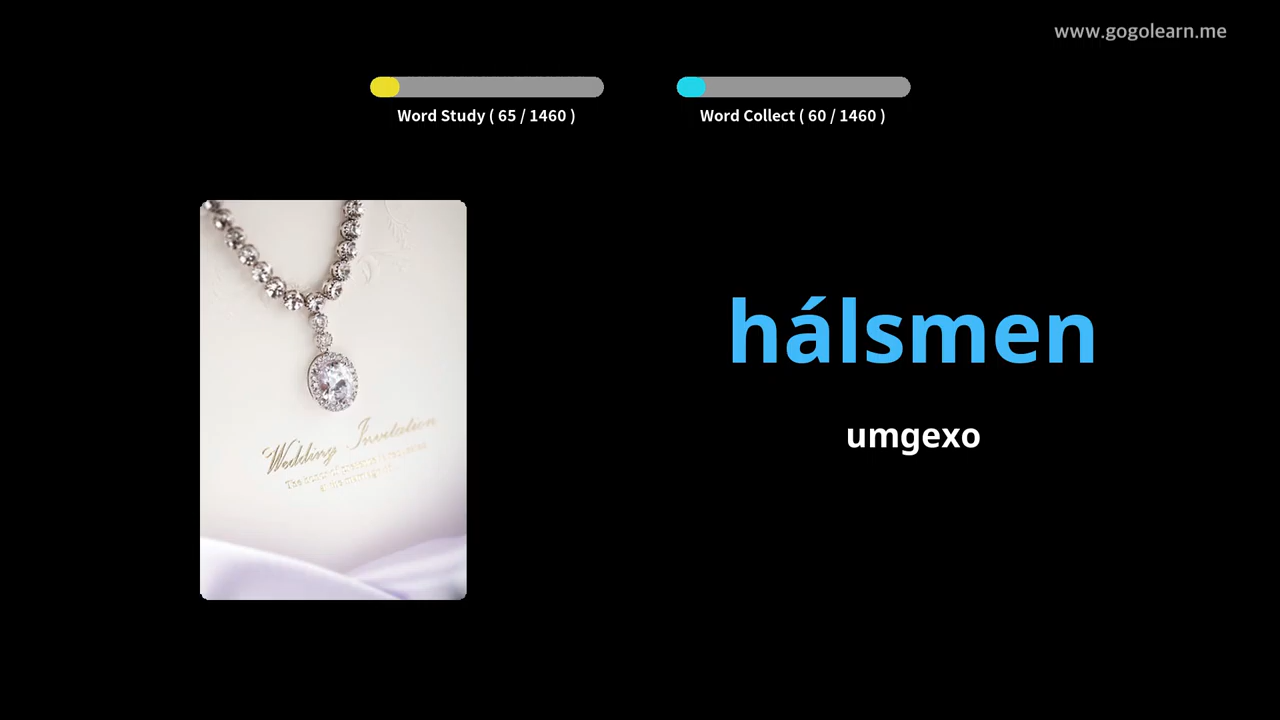 www.gogolearn.me
Word Study ( 65 / 1460 )
Word Collect ( 60 / 1460 )
hálsmen
umgexo
Wedding Invitation